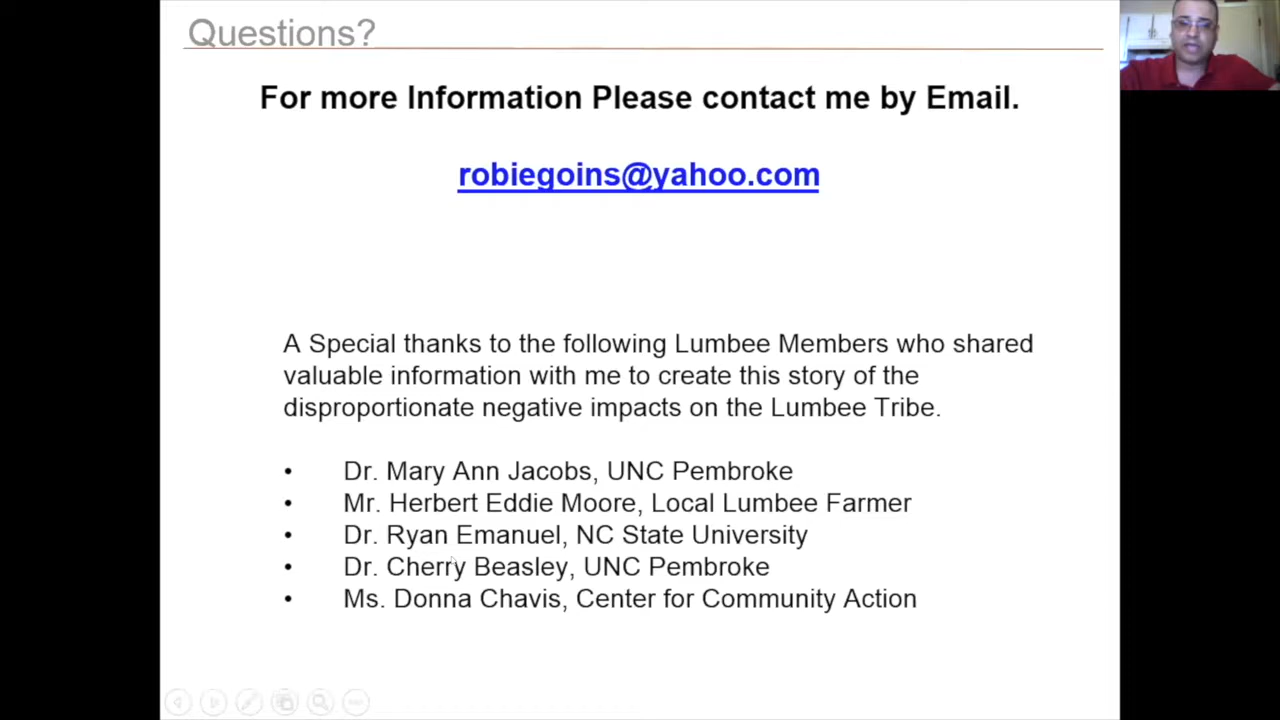 Questions?
For more Information Please contact me by Email.
robiegoins@yahoo.com
A Special thanks to the following Lumbee Members who shared
valuable information with me to create this story of the
disproportionate negative impacts on the Lumbee Tribe.
• Dr. Mary Ann Jacobs, UNC Pembroke
• Mr. Herbert Eddie Moore, Local Lumbee Farmer
• Dr. Ryan Emanuel, NC State University
• Dr. Cherry Beasley, UNC Pembroke
• Ms. Donna Chavis, Center for Community Action